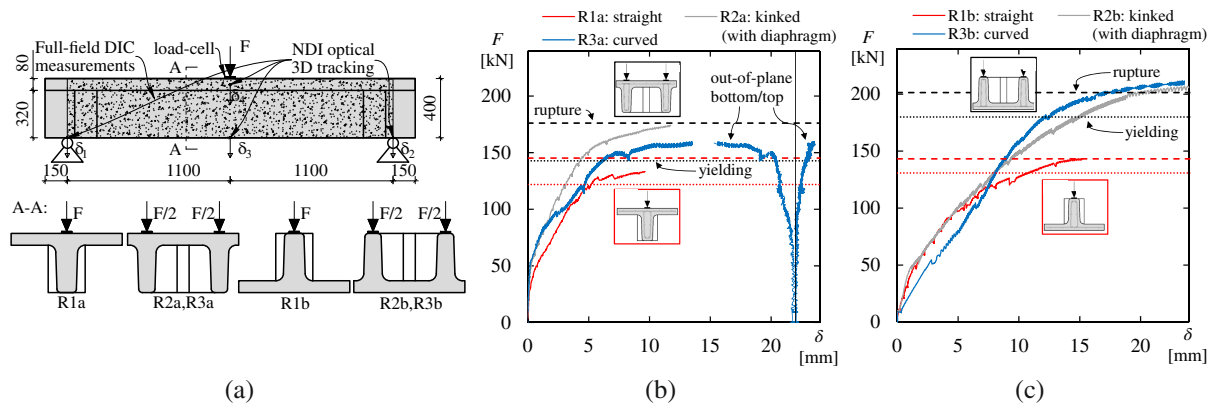 Full-field DIC
measurements
load-cell
F
NDI optical
3D tracking
A
80
320
400
δ1
A
δ3
δ2
150
1100
1100
150
A-A:
F
F/2
F/2
F
F/2
F/2
R1a
R2a,R3a
R1b
R2b,R3b
(a)
R1a: straight
R2a: kinked
R3a: curved
(with diaphragm)
F
[kN]
200
150
100
50
0
0
5
10
15
20
δ
[mm]
rupture
yielding
out-of-plane
bottom/top
(b)
R1b: straight
R2b: kinked
R3b: curved
(with diaphragm)
F
[kN]
200
150
100
50
0
0
5
10
15
20
δ
[mm]
rupture
yielding
(c)